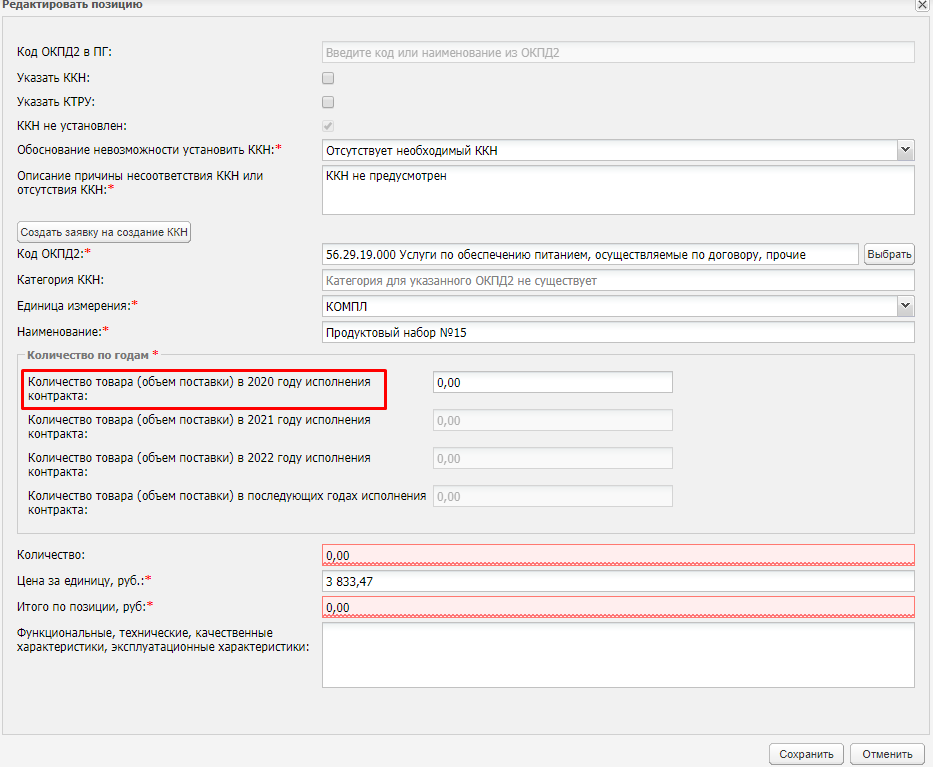 Редактировать позицию
Код ОКПД2 в ПГ:
Введите код или наименование из ОКПД2
Указать ККН:
Указать КТРУ:
ККН не установлен:
Обоснование невозможности установить ККН:*
Отсутствует необходимый ККН
Описание причины несоответствия ККН или
отсутствия ККН:*
ККН не предусмотрен
Создать заявку на создание ККН
Код ОКПД2:*
56.29.19.000 Услуги по обеспечению питанием, осуществляемые по договору, прочие
Выбрать
Категория ККН:
Категория для указанного ОКПД2 не существует
Единица измерения:*
КОМПЛ
Наименование:*
Продуктовый набор №15
Количество по годам *
Количество товара (объем поставки) в 2020 году исполнения
контракта:
0,00
Количество товара (объем поставки) в 2021 году исполнения
контракта:
0,00
Количество товара (объем поставки) в 2022 году исполнения
контракта:
0,00
Количество товара (объем поставки) в последующих годах исполнения
контракта:
0,00
Количество:
0,00
Цена за единицу, руб.:*
3 833,47
Итого по позиции, руб:*
0,00
Функциональные, технические, качественные
характеристики, эксплуатационные характеристики:
Сохранить
Отменить